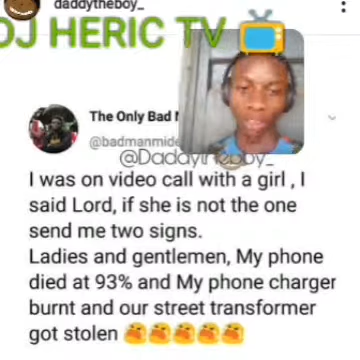 daddytheboy_
DJ HERIC TV
The Only Bad
@badmanmide
I was on video call with a girl , I
said Lord, if she is not the one
send me two signs.
Ladies and gentlemen, My phone
died at 93% and My phone charger
burnt and our street transformer
got stolen 😫😫😫😫😫